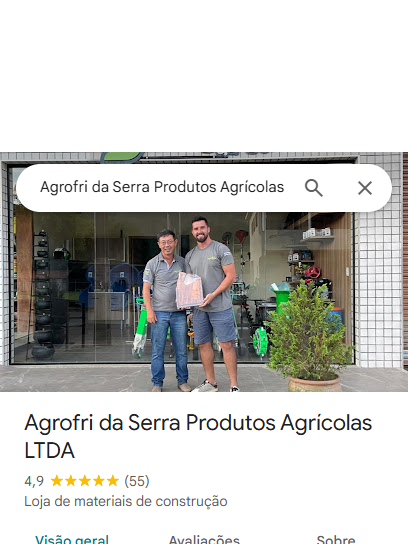 Agrofri da Serra Produtos Agrícolas
Agrofri da Serra Produtos Agrícolas
LTDA
4,9 ★★★★★ (55)
Loja de materiais de construção
Visão geral Avaliações Sobre